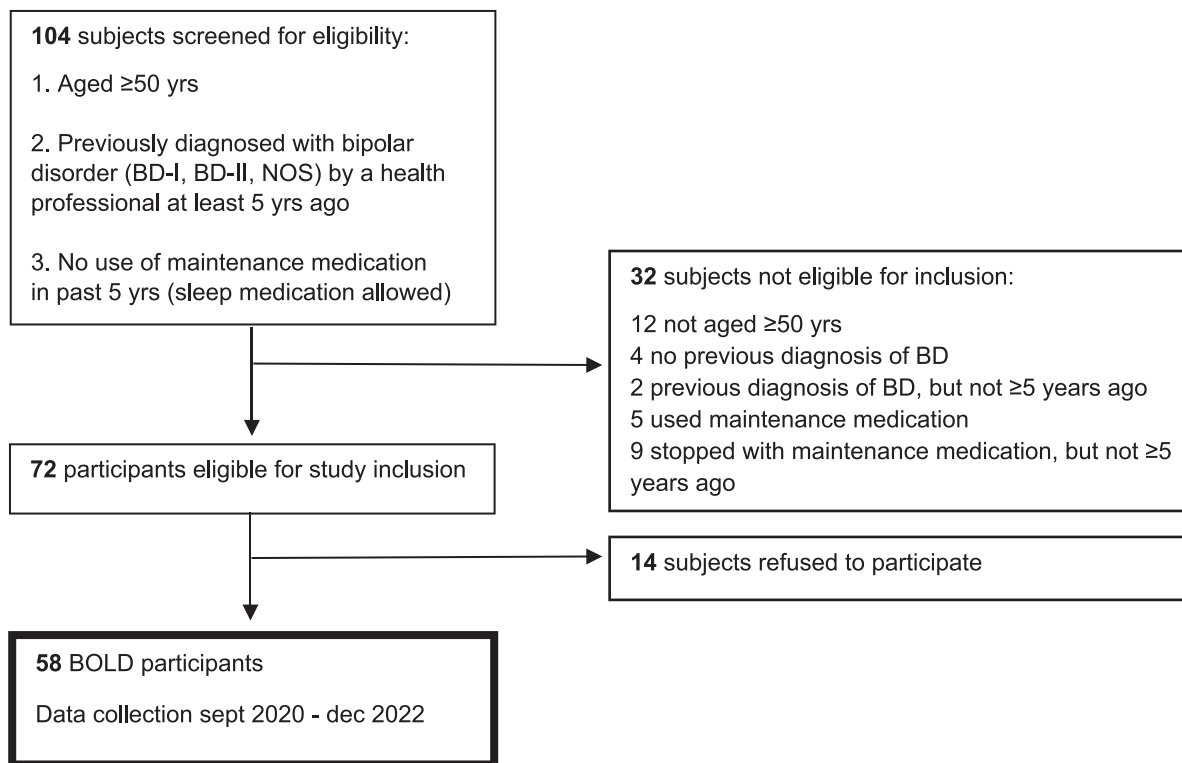 104 subjects screened for eligibility:
1. Aged ≥50 yrs
2. Previously diagnosed with bipolar
disorder (BD-I, BD-II, NOS) by a health
professional at least 5 yrs ago
3. No use of maintenance medication
in past 5 yrs (sleep medication allowed)
32 subjects not eligible for inclusion:
12 not aged ≥50 yrs
4 no previous diagnosis of BD
2 previous diagnosis of BD, but not ≥5 years ago
5 used maintenance medication
9 stopped with maintenance medication, but not ≥5
years ago
72 participants eligible for study inclusion
14 subjects refused to participate
58 BOLD participants
Data collection sept 2020 - dec 2022